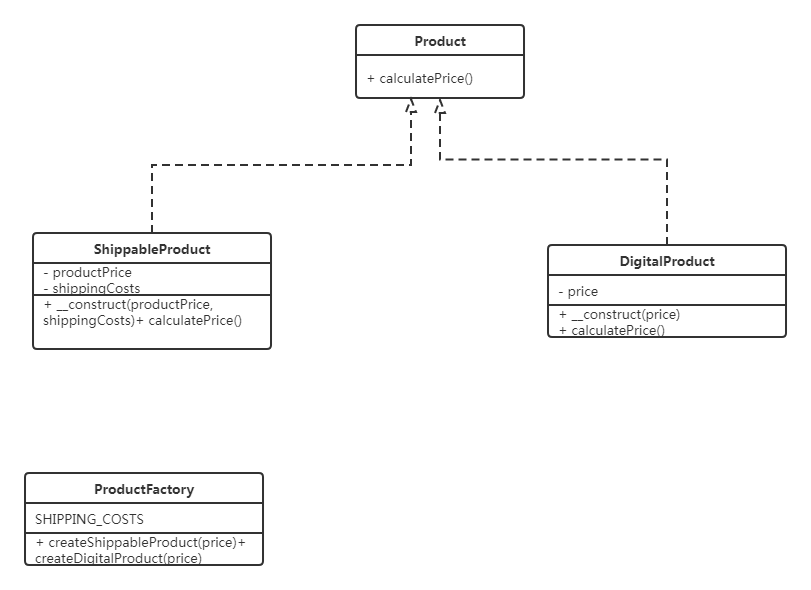 Product
+ calculatePrice()
ShippableProduct
- productPrice
- shippingCosts
+ __construct(productPrice,
shippingCosts)+ calculatePrice()
DigitalProduct
- price
+ __construct(price)
+ calculatePrice()
ProductFactory
SHIPPING_COSTS
+ createShippableProduct(price)+
createDigitalProduct(price)